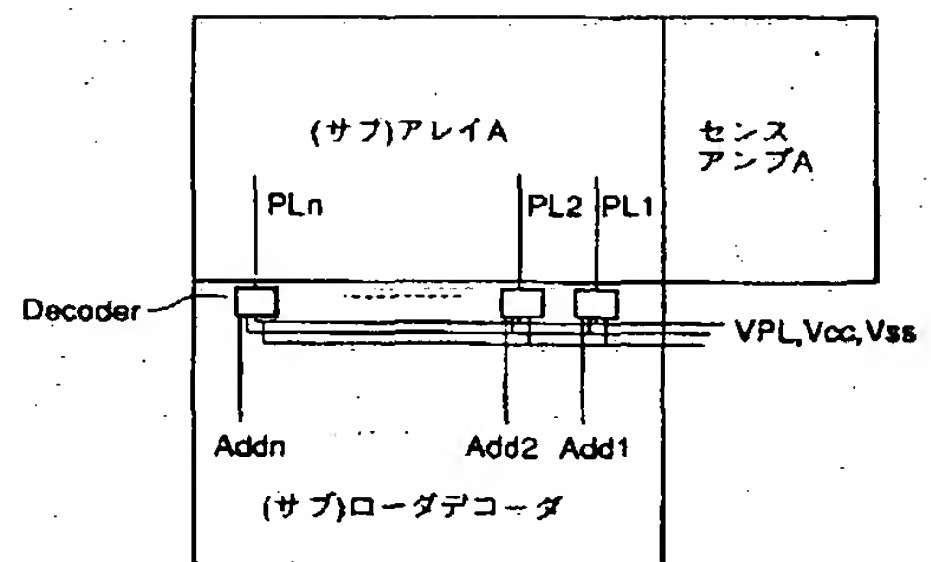 (サブ)アレイA
センス
アンプA
PLn
PL2
PL1
Decoder
VPL,Vcc,Vss
Addn
Add2
Add1
(サブ)ローダデコーダ